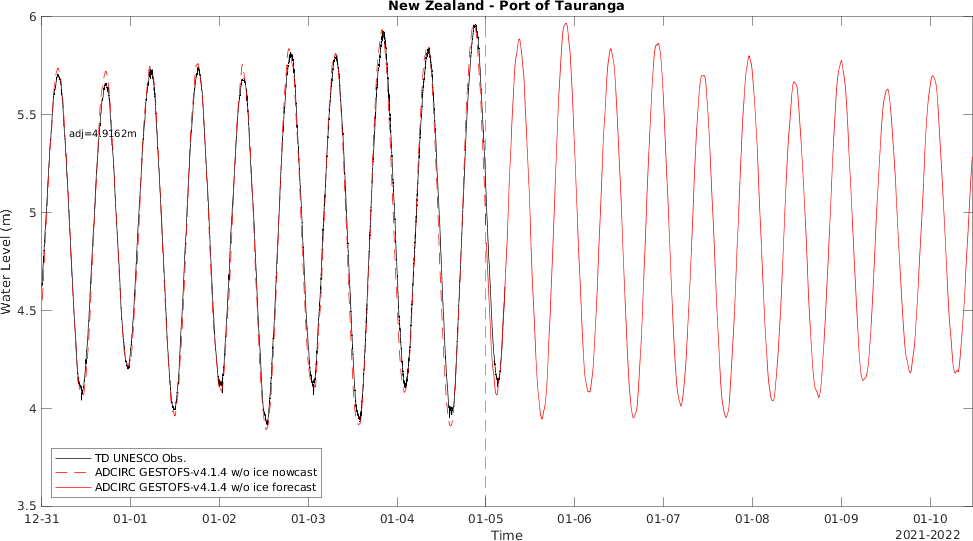 New Zealand - Port of Tauranga
6
5.5
adj=4.9162m
5
Water Level (m)
4.5
4
TD UNESCO Obs.
ADCIRC GESTOFS-v4.1.4 w/o ice nowcast
ADCIRC GESTOFS-v4.1.4 w/o ice forecast
3.5
12-31 01-01 01-02 01-03 01-04 01-05 01-06 01-07 01-08 01-09 01-10
Time
2021-2022